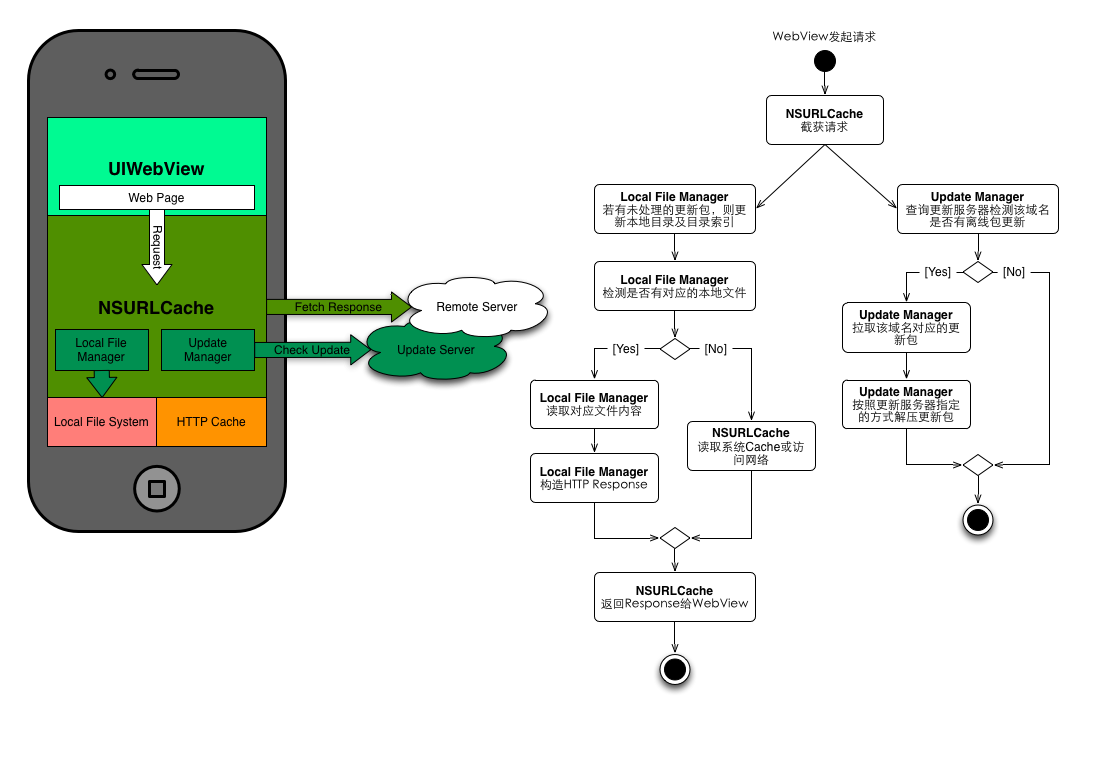 UIWebView
Web Page
Request
NSURLCache
Local File
Manager
Update
Manager
Local File System
HTTP Cache
Fetch Response
Remote Server
Check Update
Update Server
WebView发起请求
NSURLCache
截获请求
Local File Manager
若有未处理的更新包，则更
新本地目录及目录索引
Local File Manager
检测是否有对应的本地文件
[Yes]
[No]
Local File Manager
读取对应文件内容
Local File Manager
构造HTTP Response
NSURLCache
读取系统Cache或访
问网络
NSURLCache
返回Response给WebView
Update Manager
查询更新服务器检测该域名
是否有离线包更新
[Yes]
[No]
Update Manager
拉取该域名对应的更
新包
Update Manager
按照更新服务器指定
的方式解压更新包